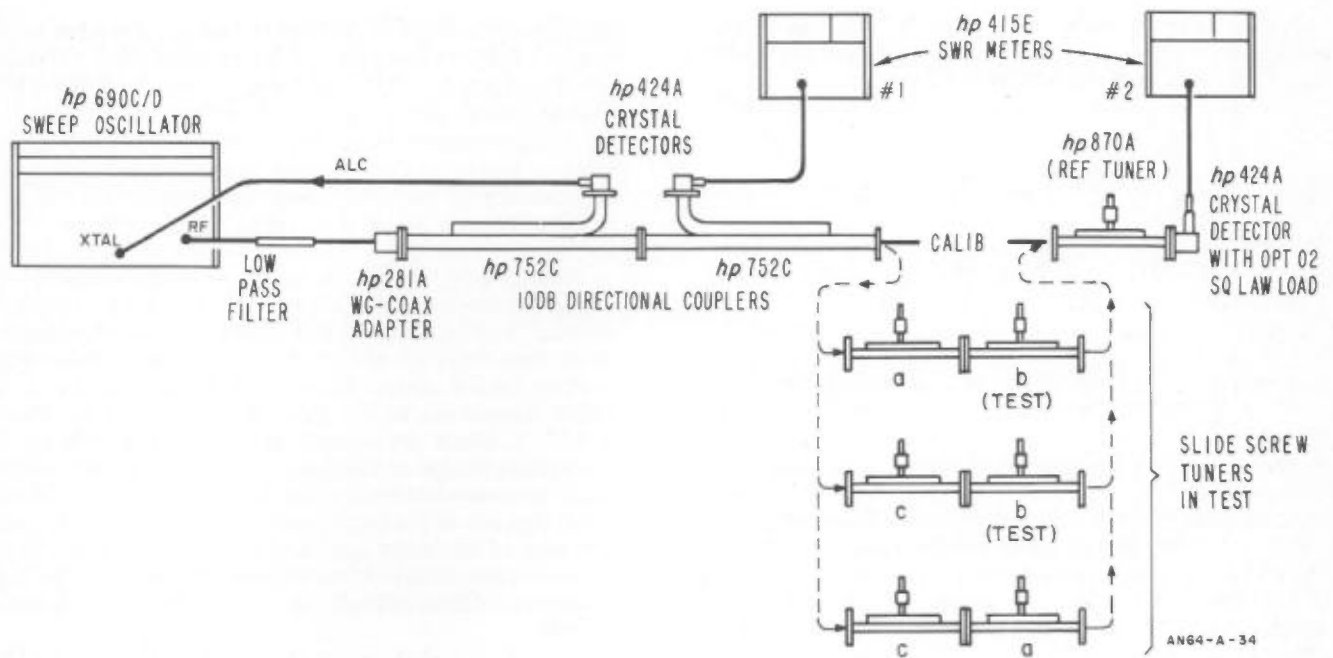 hp 415E
SWR METERS
#1
#2
hp 690C/D
SWEEP OSCILLATOR
hp 424A
CRYSTAL
DETECTORS
ALC
XTAL
RF
LOW
PASS
FILTER
hp 281A
WG-COAX
ADAPTER
hp 752C
hp 752C
10DB DIRECTIONAL COUPLERS
CALIB
hp 870A
(REF TUNER)
hp 424A
CRYSTAL
DETECTOR
WITH OPT 02
SQ LAW LOAD
a
b
(TEST)
c
b
(TEST)
c
a
SLIDE SCREW
TUNERS
IN TEST
AN64-A-34